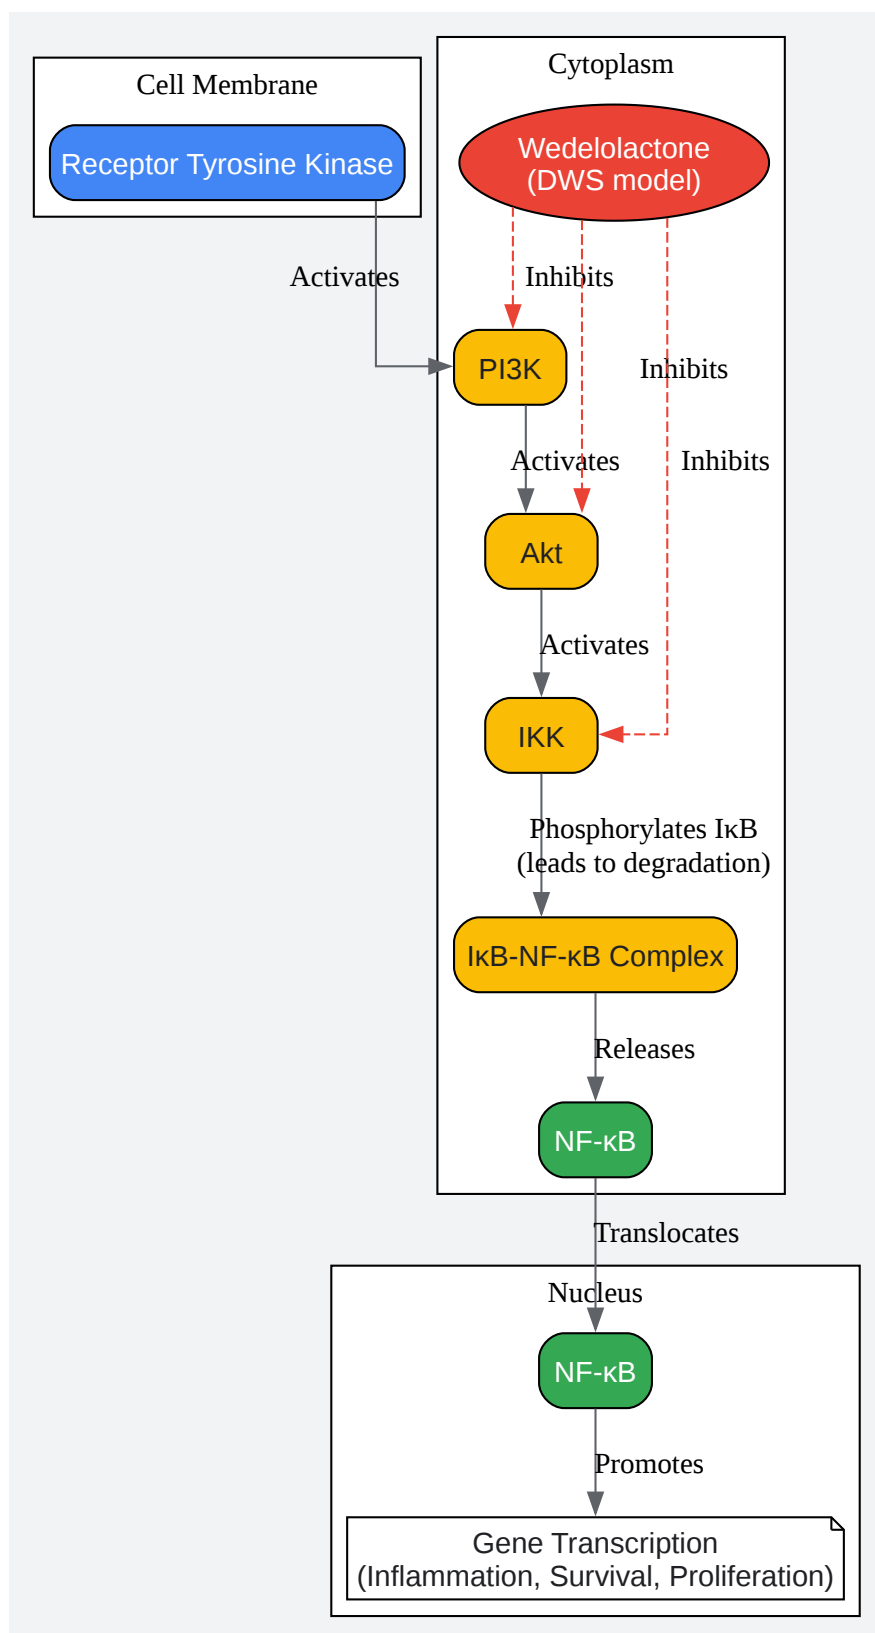 Cell Membrane
Receptor Tyrosine Kinase
Cytoplasm
Wedelolactone
(DWS model)
Activates
Inhibits
PI3K
Inhibits
Activates
Inhibits
Akt
Activates
IKK
Phosphorylates IκB
(leads to degradation)
IκB-NF-κB Complex
Releases
NF-κB
Translocates
Nucleus
NF-κB
Promotes
Gene Transcription
(Inflammation, Survival, Proliferation)